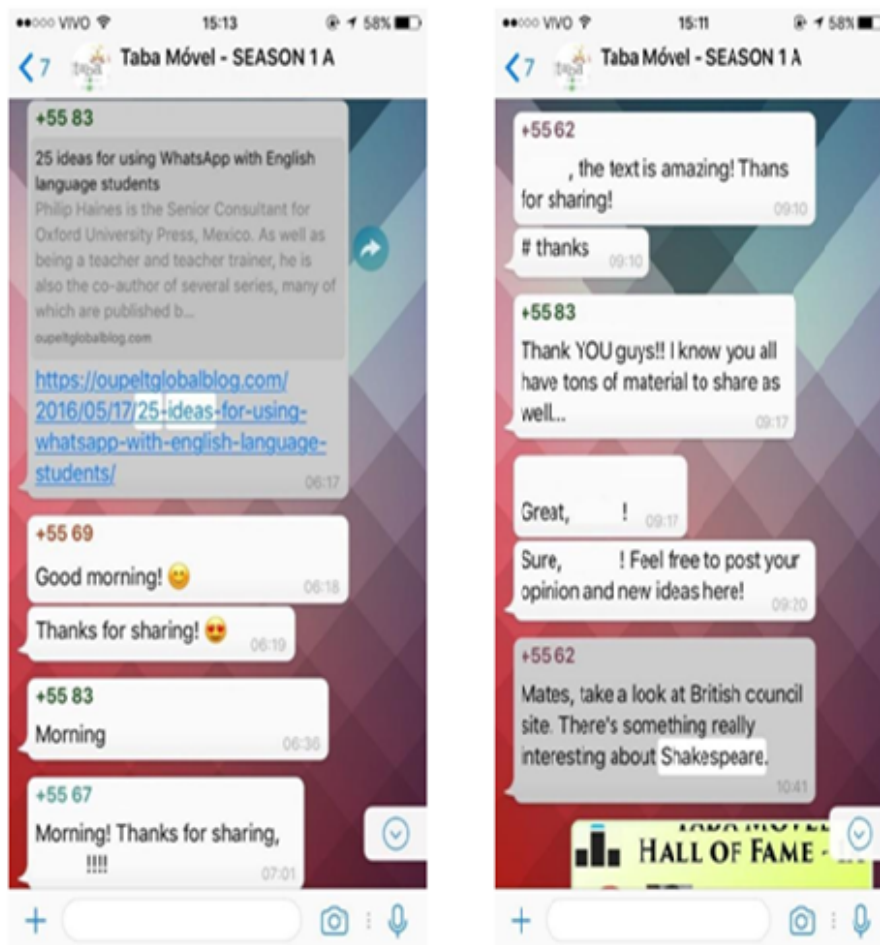 VIVO 15:13 58%
7 Taba Móvel - SEASON 1 A
+55 83
25 ideas for using WhatsApp with English
language students
Philip Haines is the Senior Consultant for
Oxford University Press, Mexico. As well as
being a teacher and teacher trainer, he is
also the co-author of several series, many of
which are published b...
oupeltglobalblog.com
https://oupeltglobalblog.com/
2016/05/17/25-ideas-for-using-
whatsapp-with-english-language-
students/
06:17
+55 69
Good morning! 😊
06:18
Thanks for sharing! 😍
06:19
+55 83
Morning
06:36
+55 67
Morning! Thanks for sharing,
!!!!
07:01
VIVO 15:11 58%
7 Taba Móvel - SEASON 1 A
+55 62
, the text is amazing! Thans
for sharing!
09:10
# thanks
09:10
+55 83
Thank YOU guys!! I know you all
have tons of material to share as
well...
09:17
Great, !
09:17
Sure, ! Feel free to post your
opinion and new ideas here!
09:20
+55 62
Mates, take a look at British council
site. There's something really
interesting about Shakespeare.
10:41
TABA MOVEL
HALL OF FAME -